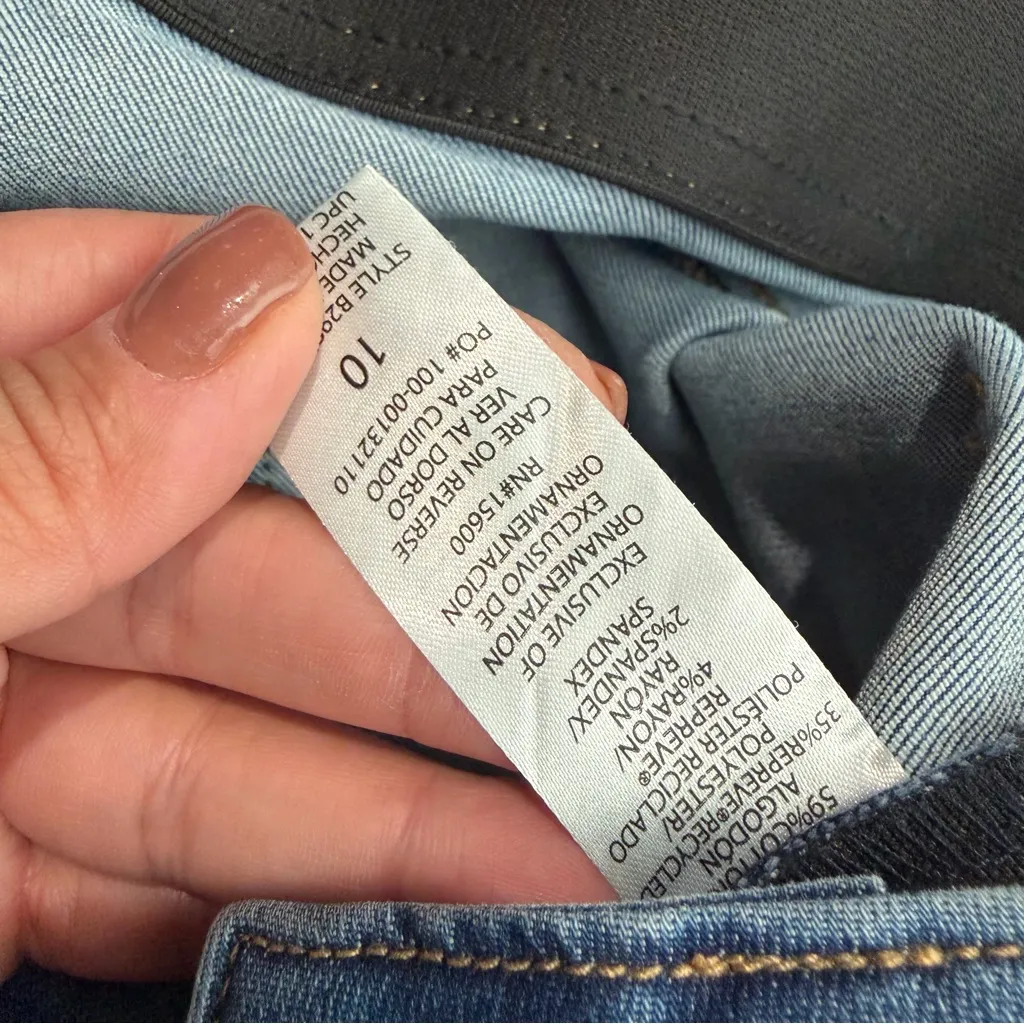 59%COTTON/
ALGODÓN
35%REPREVE®RECYCLED
POLYESTER/
POLIÉSTER RECICLADO
REPREVE®
4%RAYON/
RAYÓN
2%SPANDEX/
SPANDEX
EXCLUSIVE OF
ORNAMENTATION
EXCLUSIVO DE
ORNAMENTACION
RN#15600
CARE ON REVERSE
VER AL DORSO
PARA CUIDADO
PO# 100-00132110
10
STYLE
MADE
UPC